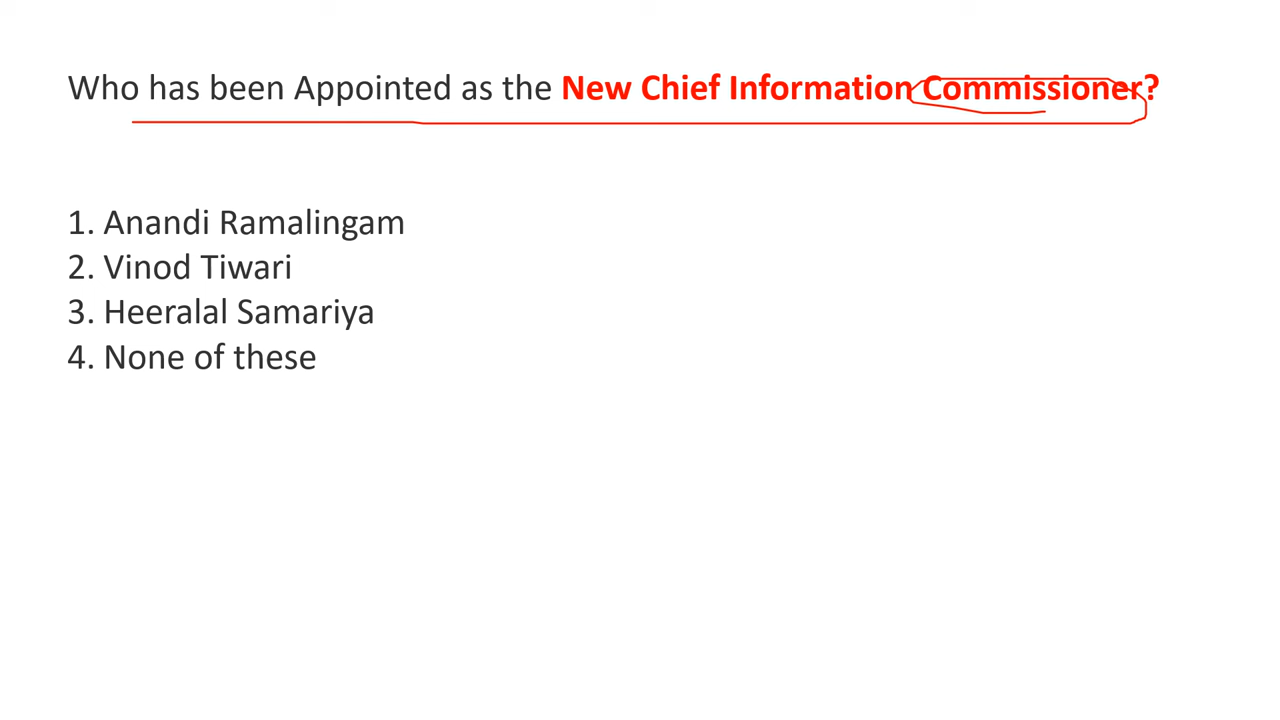 Who has been Appointed as the New Chief Information Commissioner?
1. Anandi Ramalingam
2. Vinod Tiwari
3. Heeralal Samariya
4. None of these